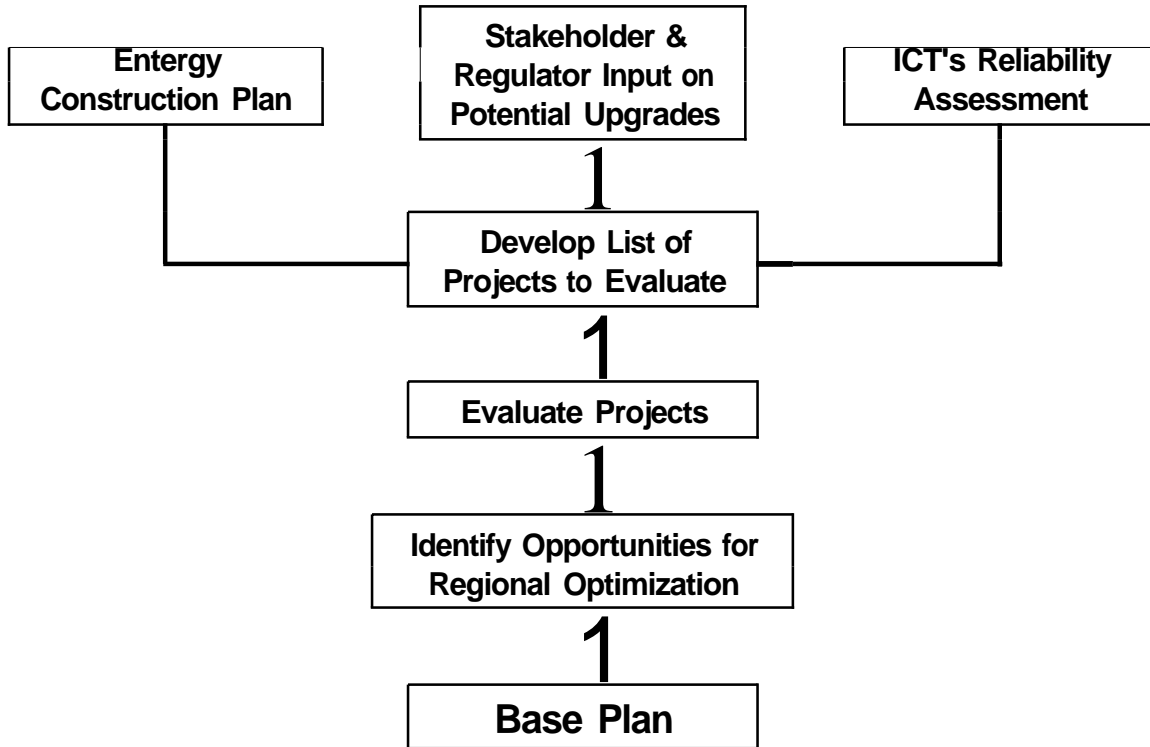 Entergy
Construction Plan
Stakeholder &
Regulator Input on
Potential Upgrades
ICT's Reliability
Assessment
1
Develop List of
Projects to Evaluate
1
Evaluate Projects
1
Identify Opportunities for
Regional Optimization
1
Base Plan